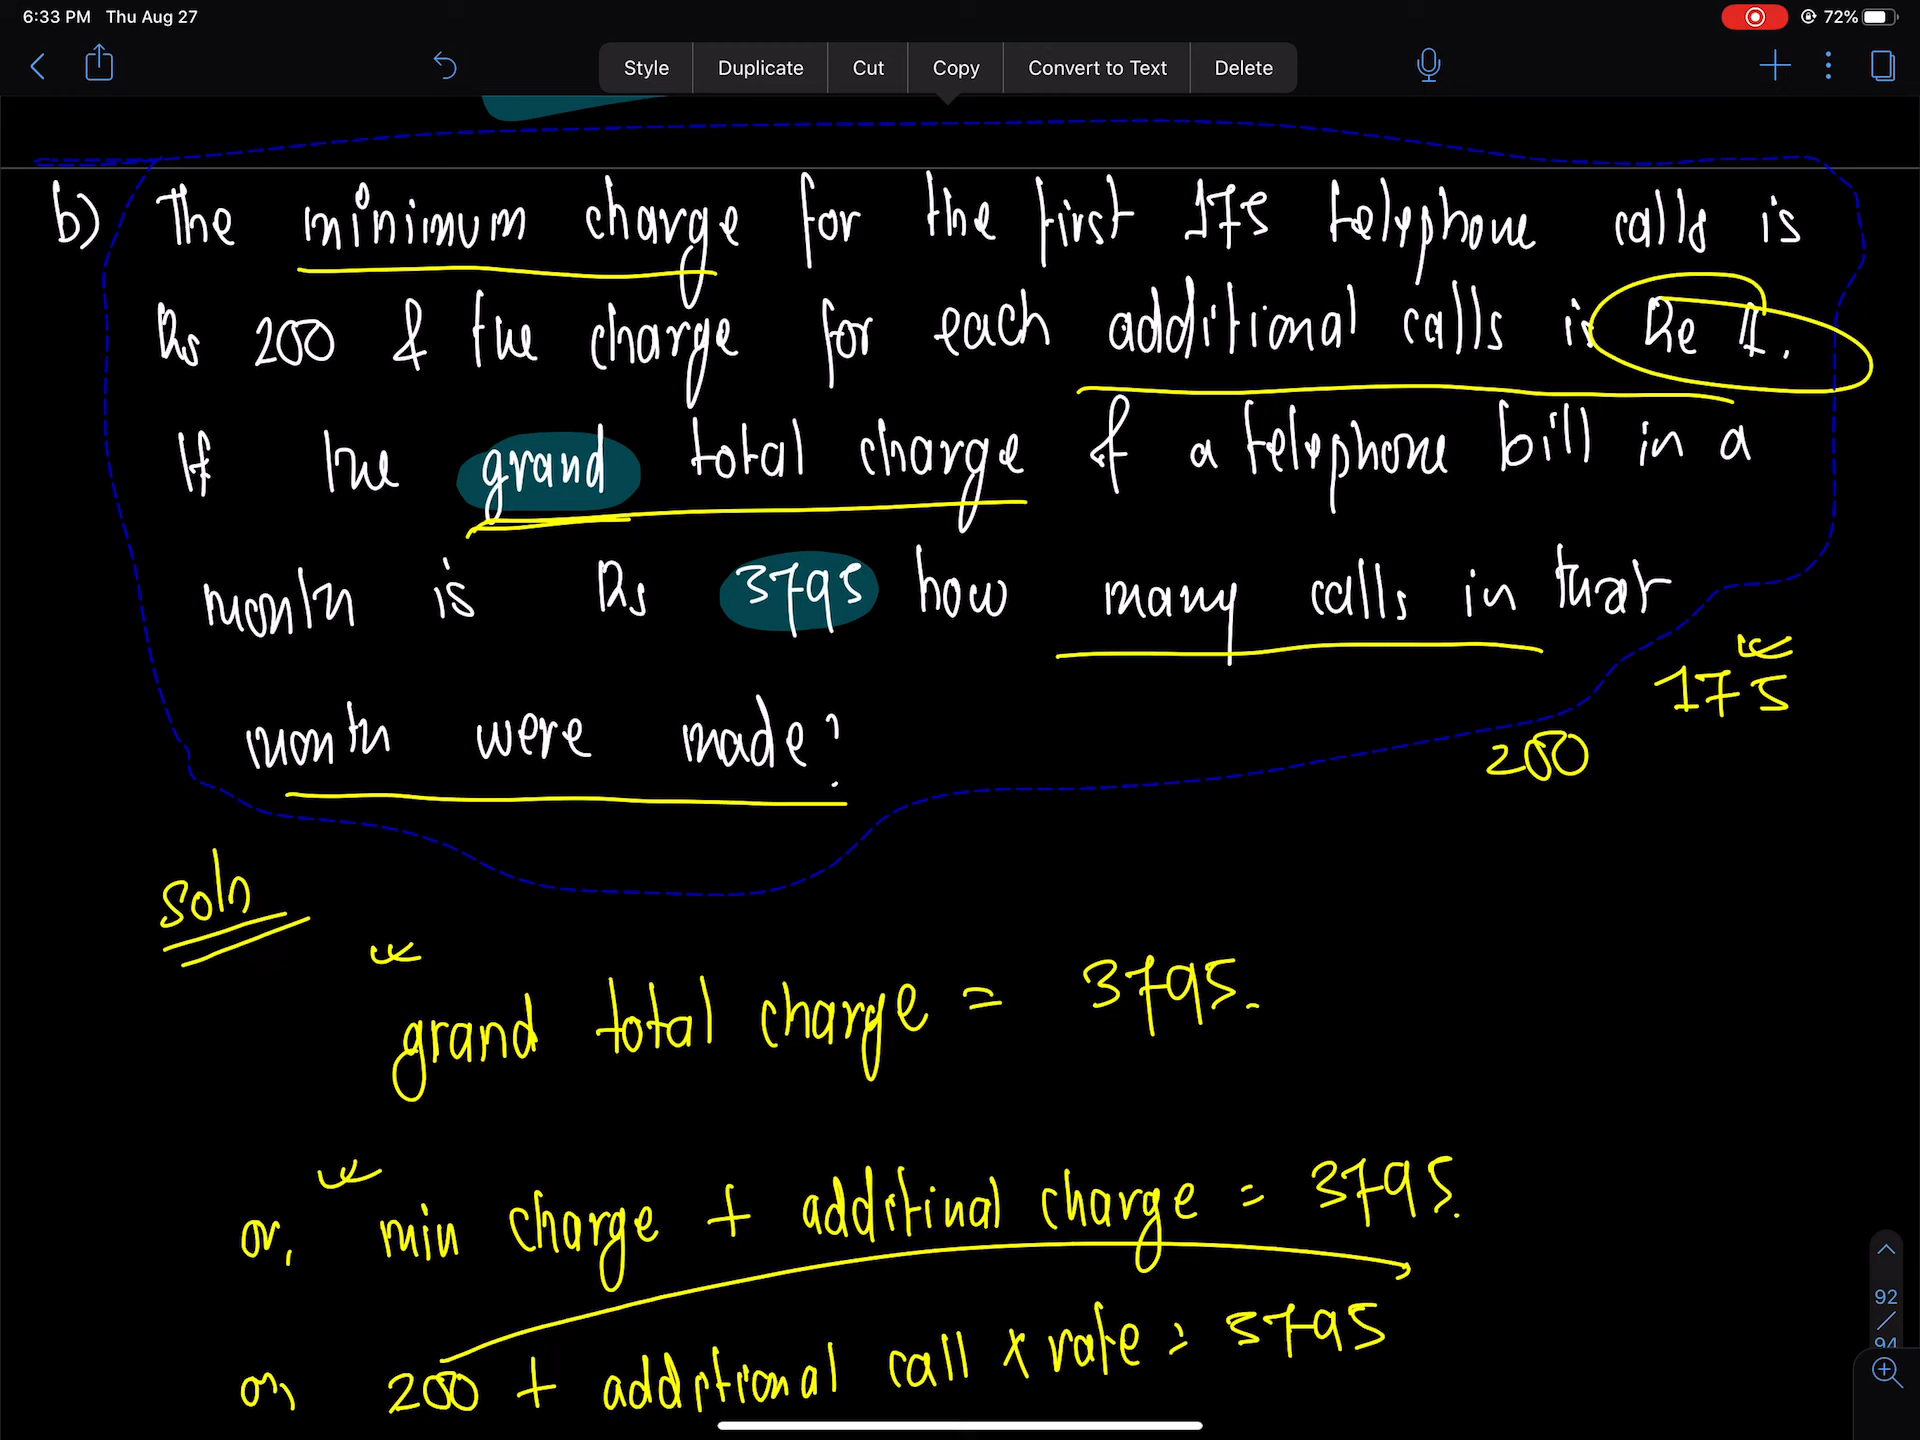 6:33 PM Thu Aug 27
72%
Style Duplicate Cut Copy Convert to Text Delete
b) The minimum charge for the first 175 telephone calls is
Rs 200 & the charge for each additional calls is Re 1.
If the grand total charge of a telephone bill in a
month is Rs 3795 how many calls in that
175
month were made?
200
Soln
grand total charge = 3795.
or, min charge + additinal charge = 3795.
or, 200 + additional call x rate = 3795
92
/
94